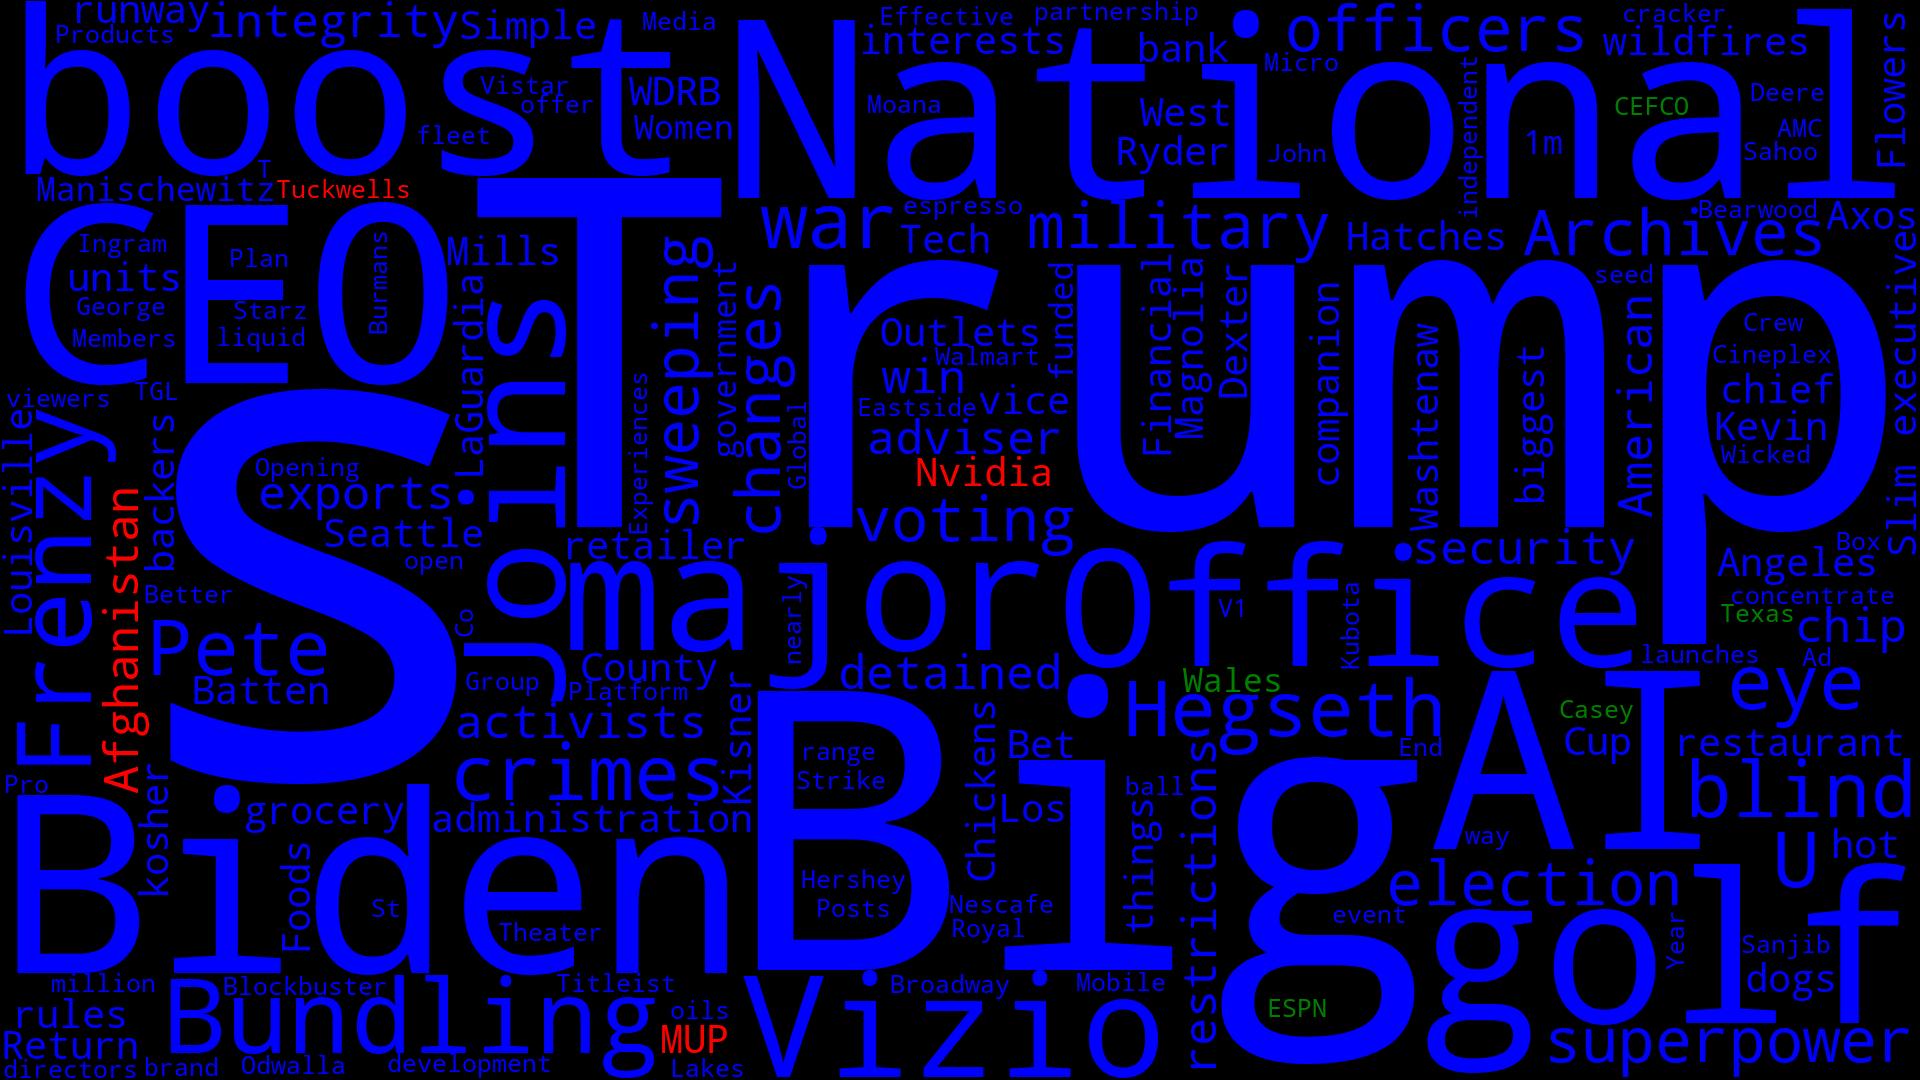 runway integrity Simple Media Effective partnership officers cracker
Products interests bank wildfires Flowers
boost National
Vistar offer WDRB Moana Micro CEFCO Deere
fleet Women West 1m AMC
T Ryder John independent Sahoo
Manischewitz Tuckwells
CEO Trump
war espresso military Hatches Archives Bearwood Axos
Ingram Plan Burmans Mills Tech seed executives
units George Starz LaGuardia sweeping government changes Outlets funded Financial Magnolia Dexter companion American Crew
Members liquid Johns Walmart Washtenaw biggest Cineplex
TGL win chief
viewers Experiences Global Eastside vice Kevin
Louisville Frenzy backers adviser Wicked
S
Opening Nvidia Slim
exports voting
Seattle retailer security Box
Afghanistan open major Office Angeles
Better Co nearly V1 Kubota concentrate
Texas chip
Pete County detained Wales launches Ad
Batten Group Platform Hegseth AI eye
activists Kisner Big Bet Casey
Pro crimes range Chickens End Cup restaurant
Strike ball blind
Biden grocery administration Los things restrictions way U hot
kosher Foods Hershey election
St Posts Nescafe event golf
Theater Royal Year Sanjib
million Blockbuster Titleist Broadway Mobile dogs
rules Bundling oils Vizio ESPN
Return MUP superpower
directors brand Odwalla development Lakes